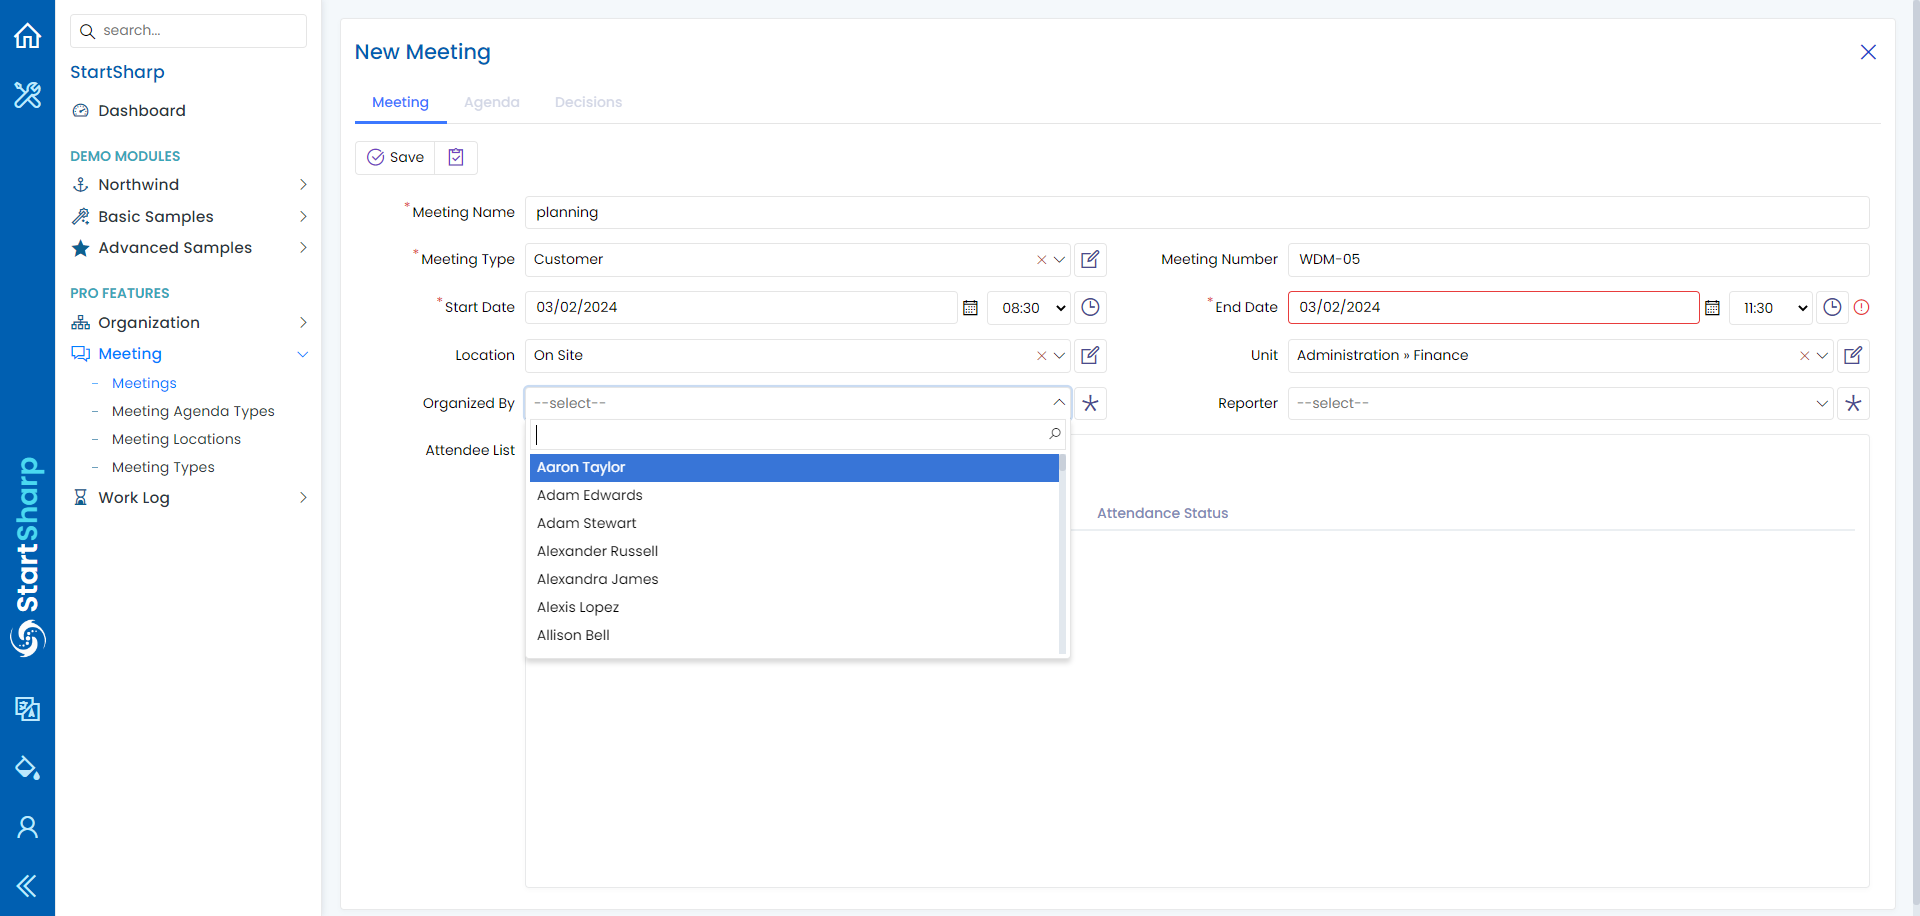 search...
StartSharp
Dashboard
DEMO MODULES
Northwind
Basic Samples
Advanced Samples
PRO FEATURES
Organization
Meeting
Meetings
Meeting Agenda Types
Meeting Locations
Meeting Types
Work Log
StartSharp
New Meeting
Meeting Agenda Decisions
Save
*Meeting Name planning
*Meeting Type Customer Meeting Number WDM-05
*Start Date 03/02/2024 08:30 *End Date 03/02/2024 11:30
Location On Site Unit Administration » Finance
Organized By --select-- Reporter --select--
Attendee List
Aaron Taylor
Adam Edwards
Adam Stewart
Alexander Russell
Alexandra James
Alexis Lopez
Allison Bell
Attendance Status